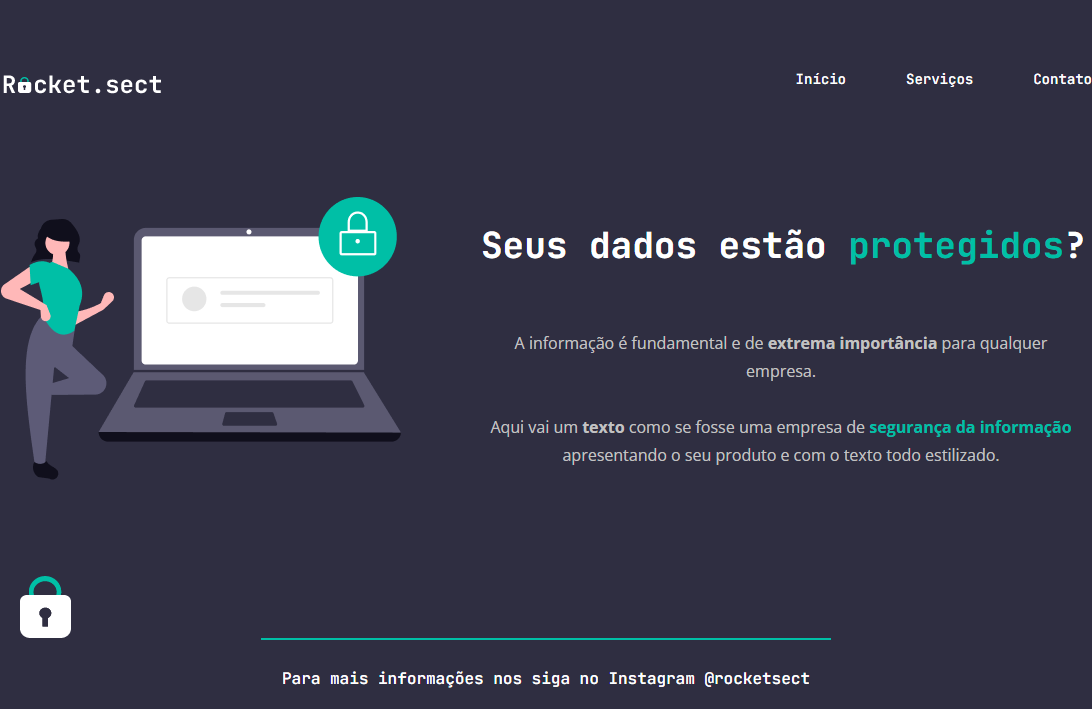 Rocket.sect
Início Serviços Contato
Seus dados estão protegidos?
A informação é fundamental e de extrema importância para qualquer
empresa.
Aqui vai um texto como se fosse uma empresa de segurança da informação
apresentando o seu produto e com o texto todo estilizado.
Para mais informações nos siga no Instagram @rocketsect